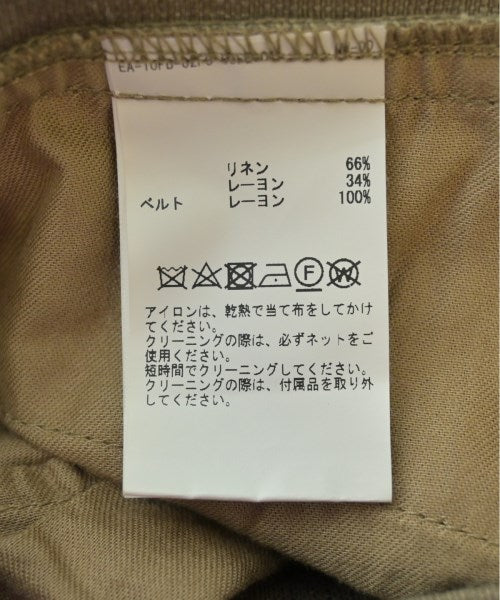 リネン 66%
レーヨン 34%
ベルト レーヨン 100%
F W
アイロンは、乾熱で当て布をしてかけ
てください。
クリーニングの際は、必ずネットをご
使用ください。
短時間でクリーニングしてください。
クリーニングの際は、付属品を取り外
してください。